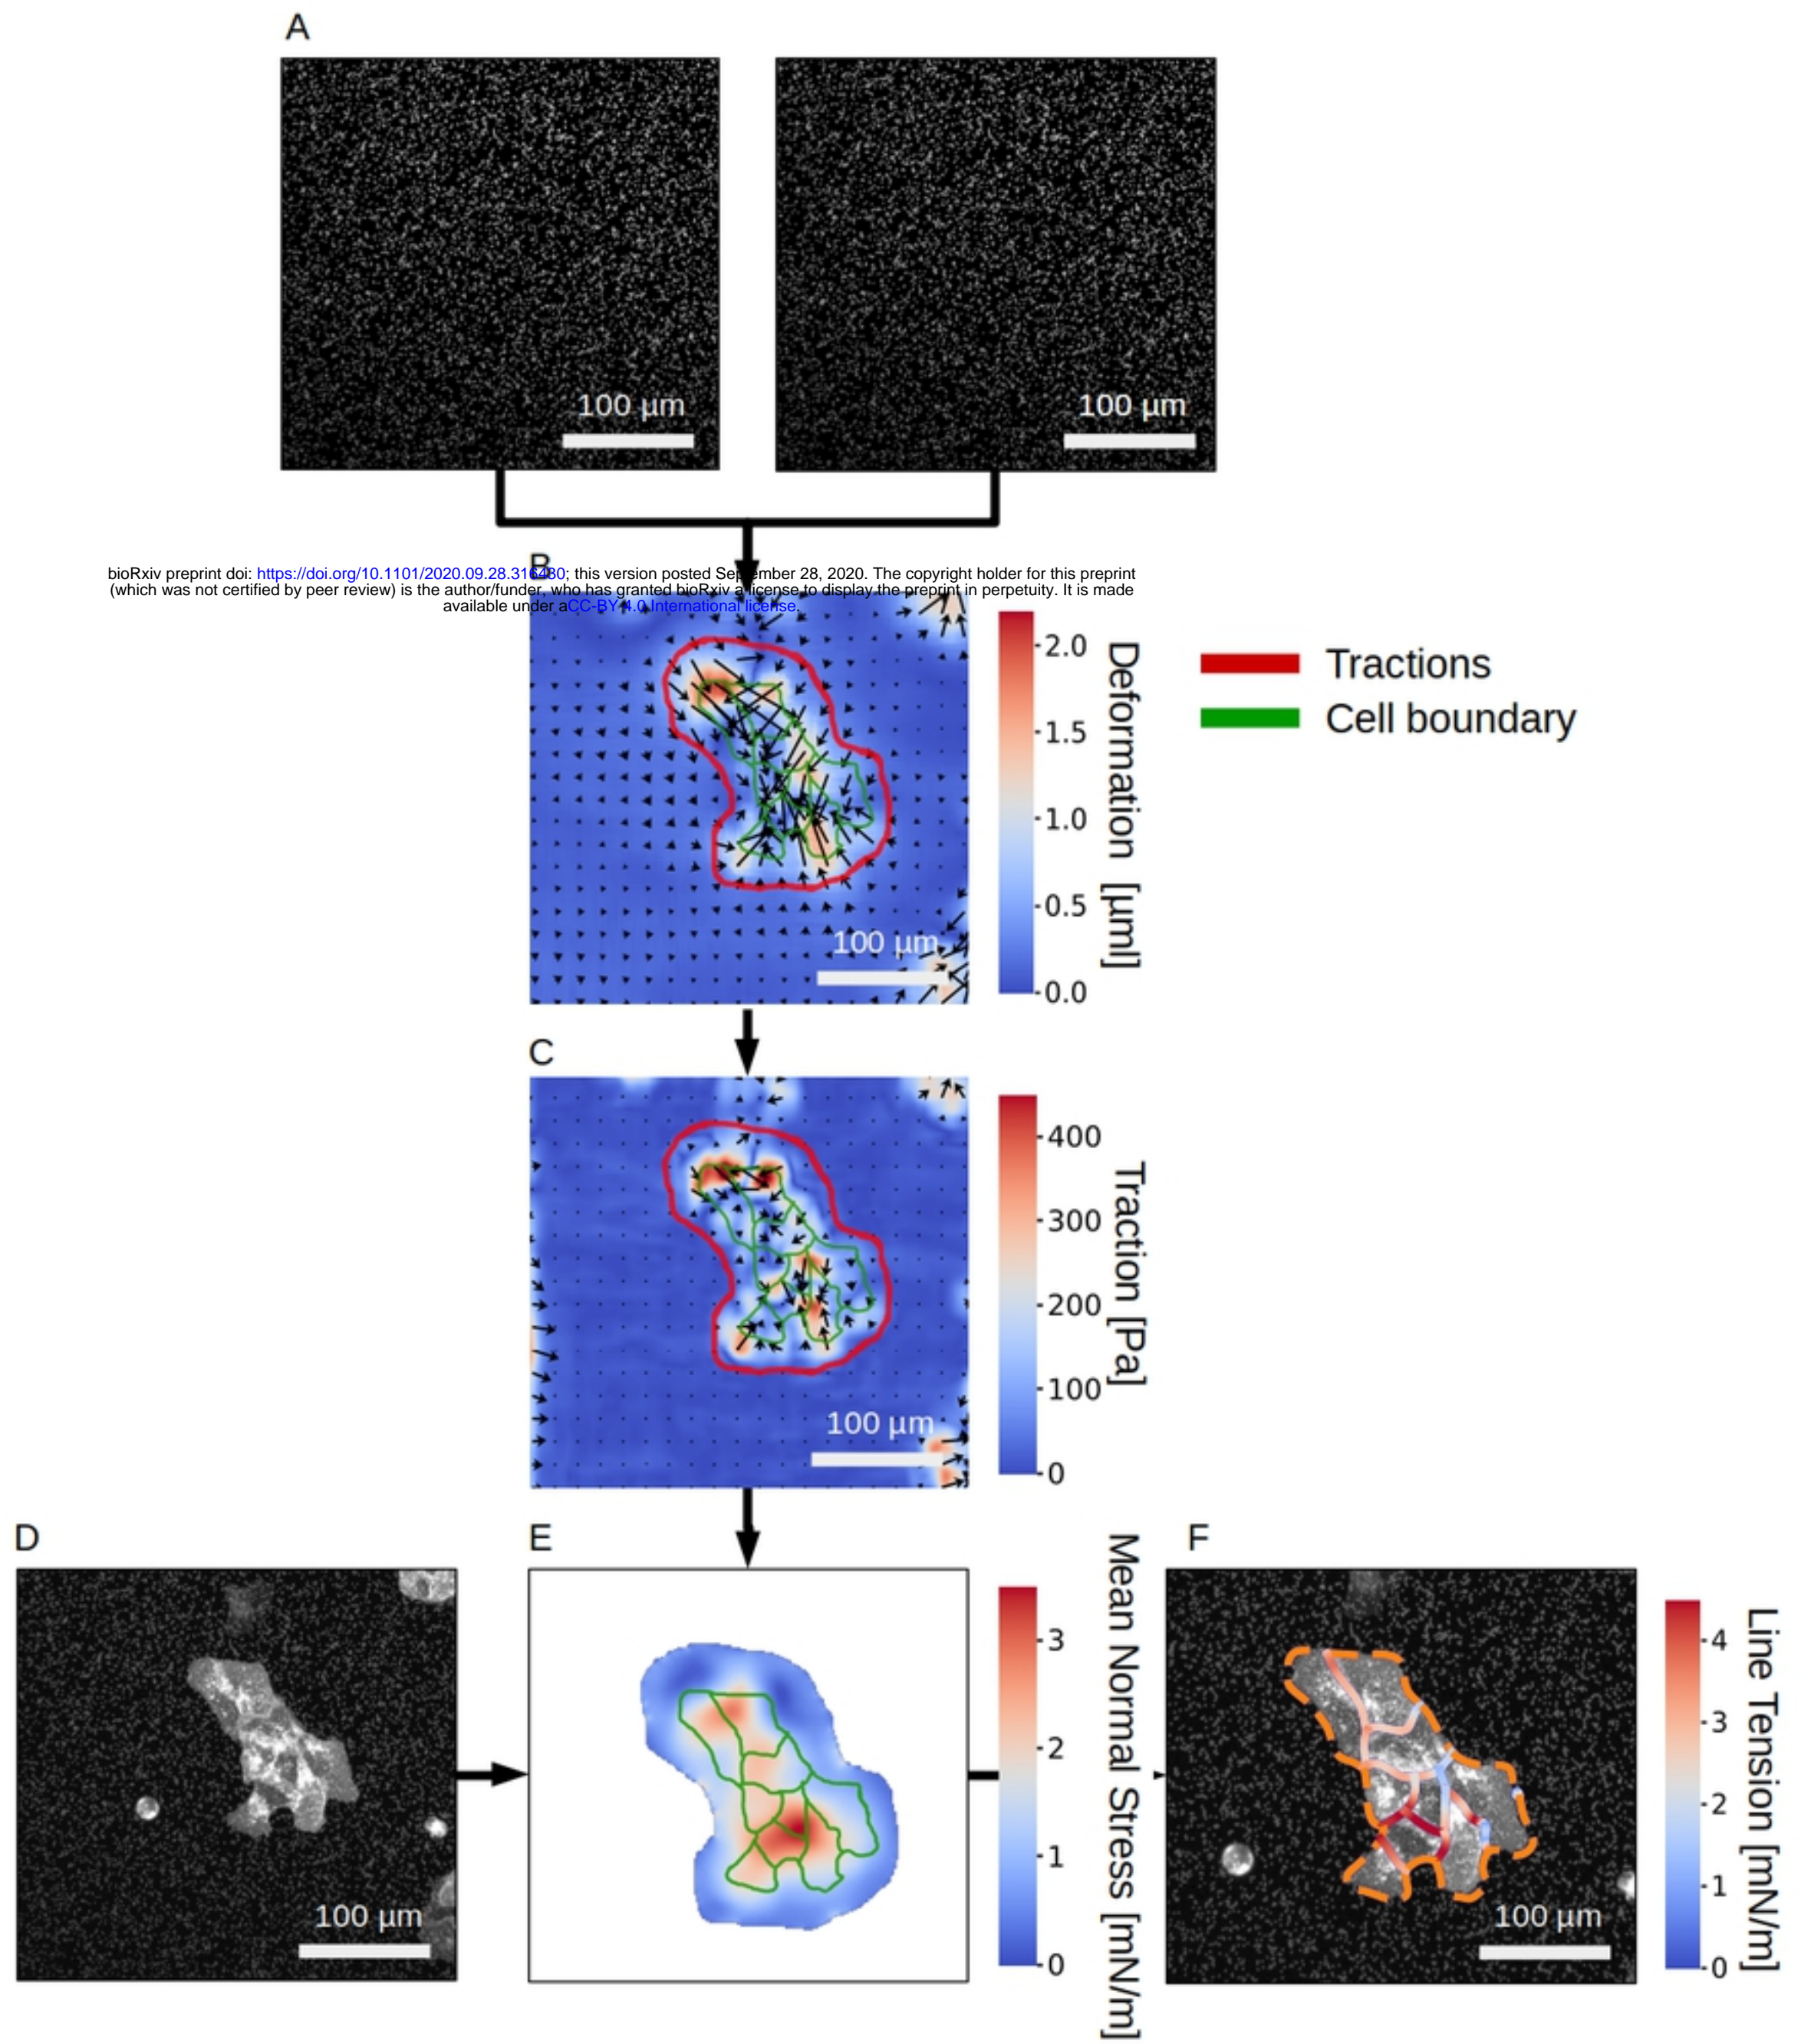 A
100 µm
100 µm
B
bioRxiv preprint doi: https://doi.org/10.1101/2020.09.28.316480; this version posted September 28, 2020. The copyright holder for this preprint
(which was not certified by peer review) is the author/funder, who has granted bioRxiv a license to display the preprint in perpetuity. It is made
available under aCC-BY 4.0 International license.
2.0
1.5
1.0
0.5
0.0
Deformation [µml]
Tractions
Cell boundary
100 µm
C
400
300
200
100
0
Traction [Pa]
100 µm
D
100 µm
E
3
2
1
0
Mean Normal Stress [mN/m]
F
100 µm
4
3
2
1
0
Line Tension [mN/m]